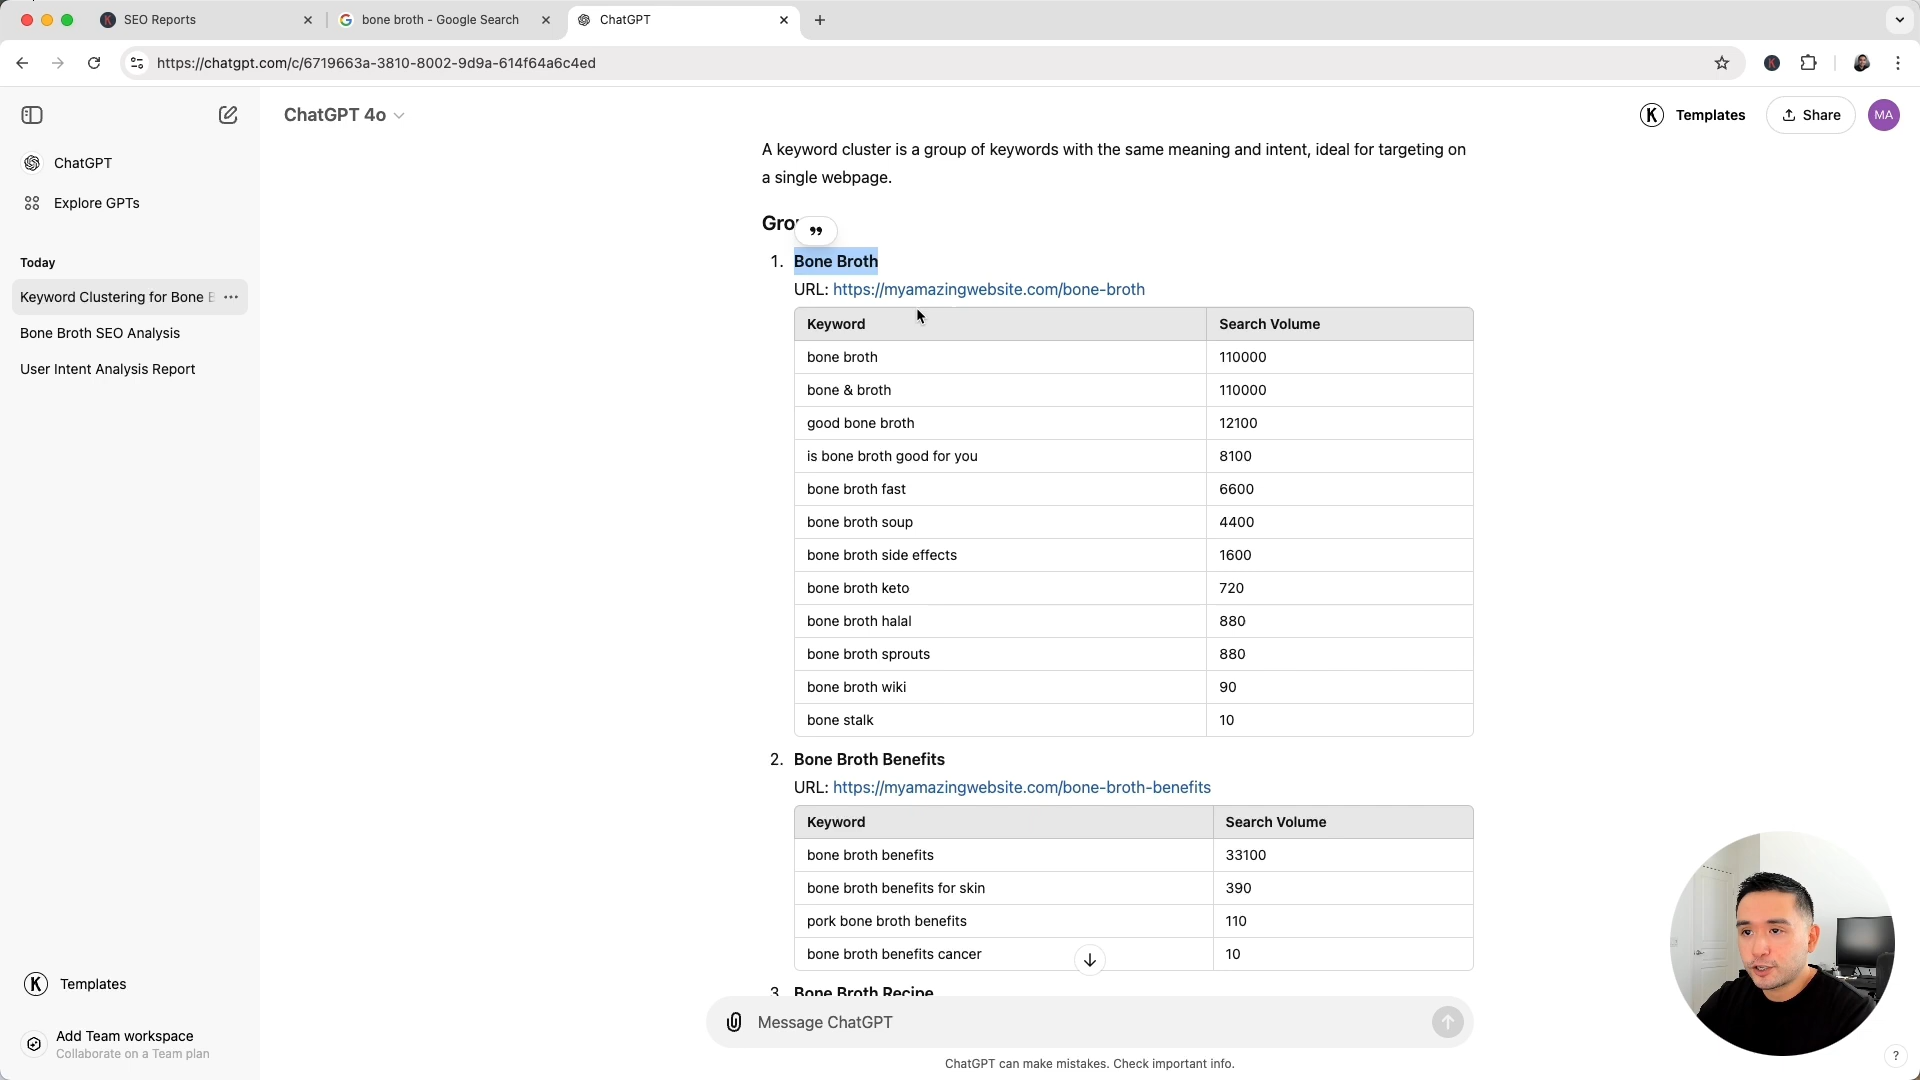 SEO Reports
bone broth - Google Search
ChatGPT
https://chatgpt.com/c/6719663a-3810-8002-9d9a-614f64a6c4ed
ChatGPT 4o
Templates
Share
MA
ChatGPT
Explore GPTs
Today
Keyword Clustering for Bone B
Bone Broth SEO Analysis
User Intent Analysis Report
Templates
Add Team workspace
Collaborate on a Team plan
A keyword cluster is a group of keywords with the same meaning and intent, ideal for targeting on
a single webpage.
1. Bone Broth
URL: https://myamazingwebsite.com/bone-broth
Keyword Search Volume
bone broth 110000
bone & broth 110000
good bone broth 12100
is bone broth good for you 8100
bone broth fast 6600
bone broth soup 4400
bone broth side effects 1600
bone broth keto 720
bone broth halal 880
bone broth sprouts 880
bone broth wiki 90
bone stalk 10
2. Bone Broth Benefits
URL: https://myamazingwebsite.com/bone-broth-benefits
Keyword Search Volume
bone broth benefits 33100
bone broth benefits for skin 390
pork bone broth benefits 110
bone broth benefits cancer 10
3. Bone Broth Recipe
Message ChatGPT
ChatGPT can make mistakes. Check important info.
?